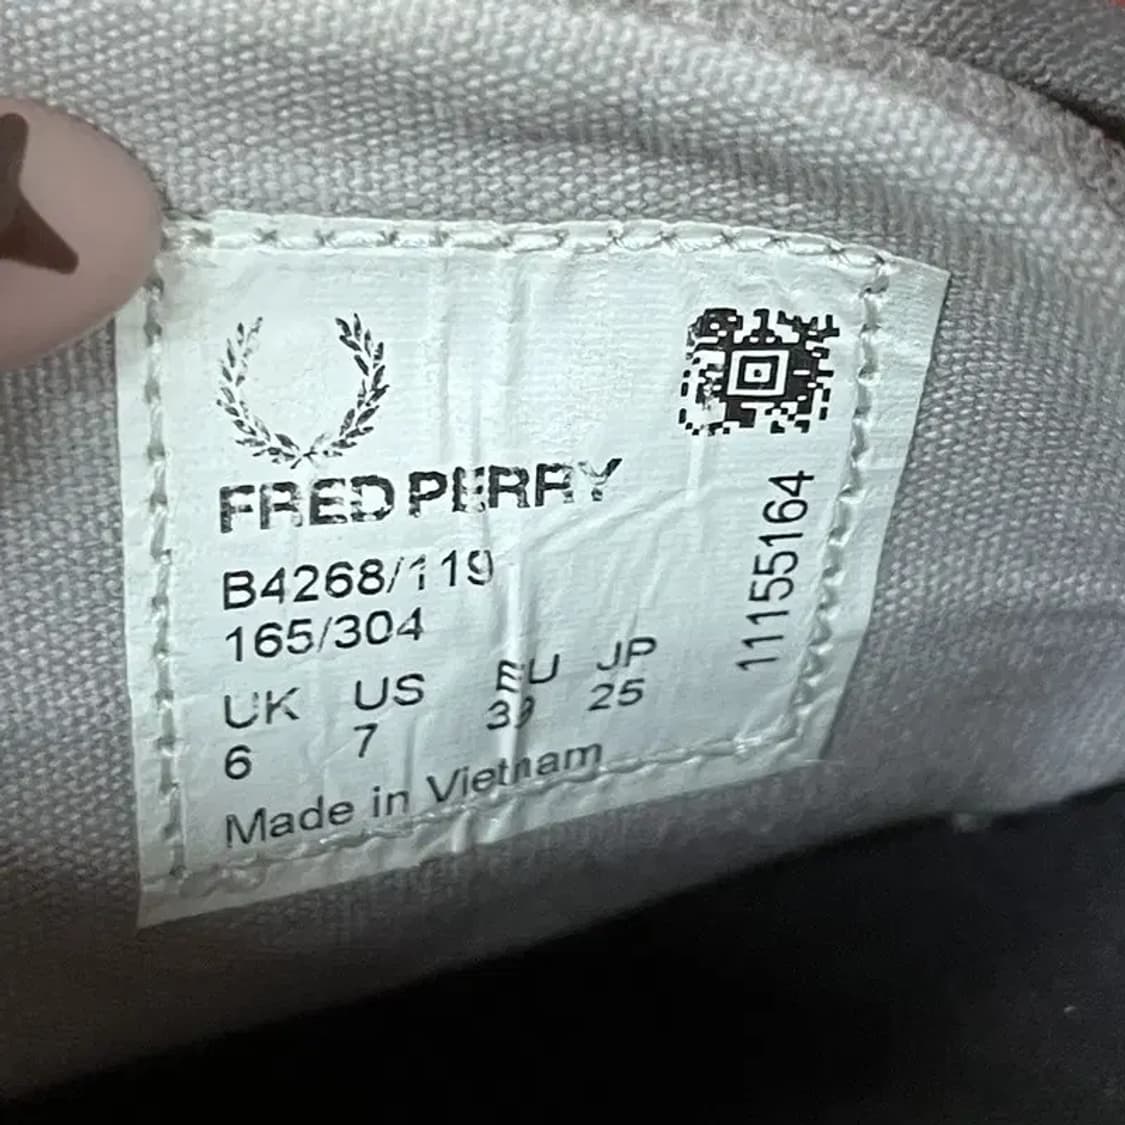 FRED PERRY
B4268/119
165/304
UK US EU JP
6 7 39 25
Made in Vietnam
11155164